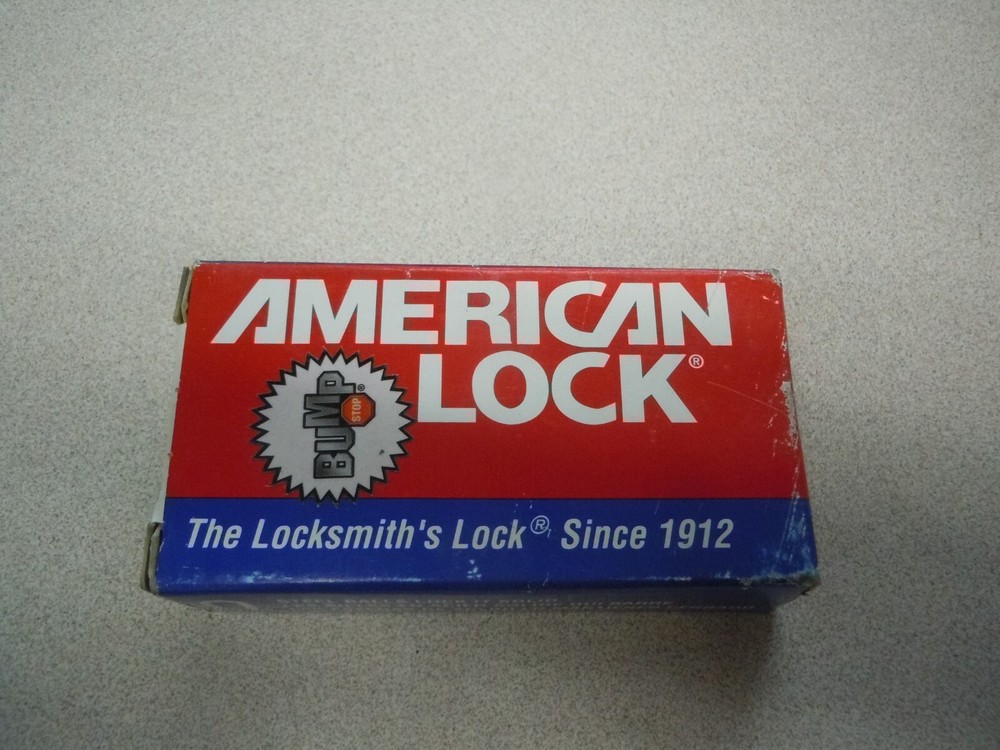 AMERICAN
LOCK®
BUMP®
STOP
The Locksmith's Lock®, Since 1912